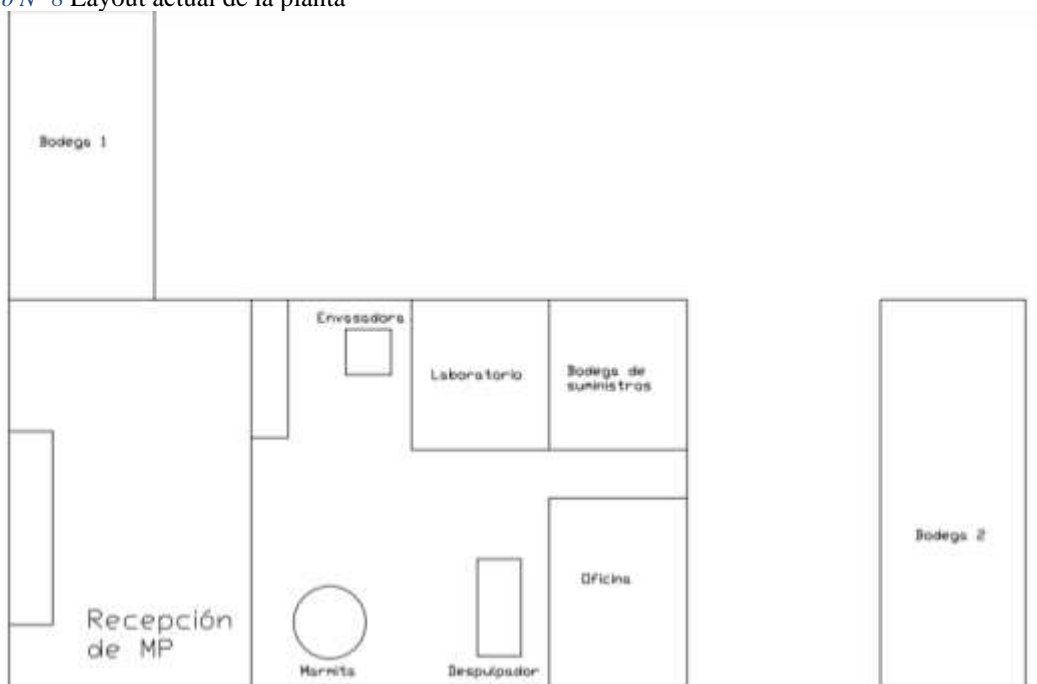 o N° 8 Layout actual de la planta
Bodega 1
Envasadora
Laboratorio
Bodega de
suministros
Bodega 2
Oficina
Recepción
de MP
Marmita
Despulpador